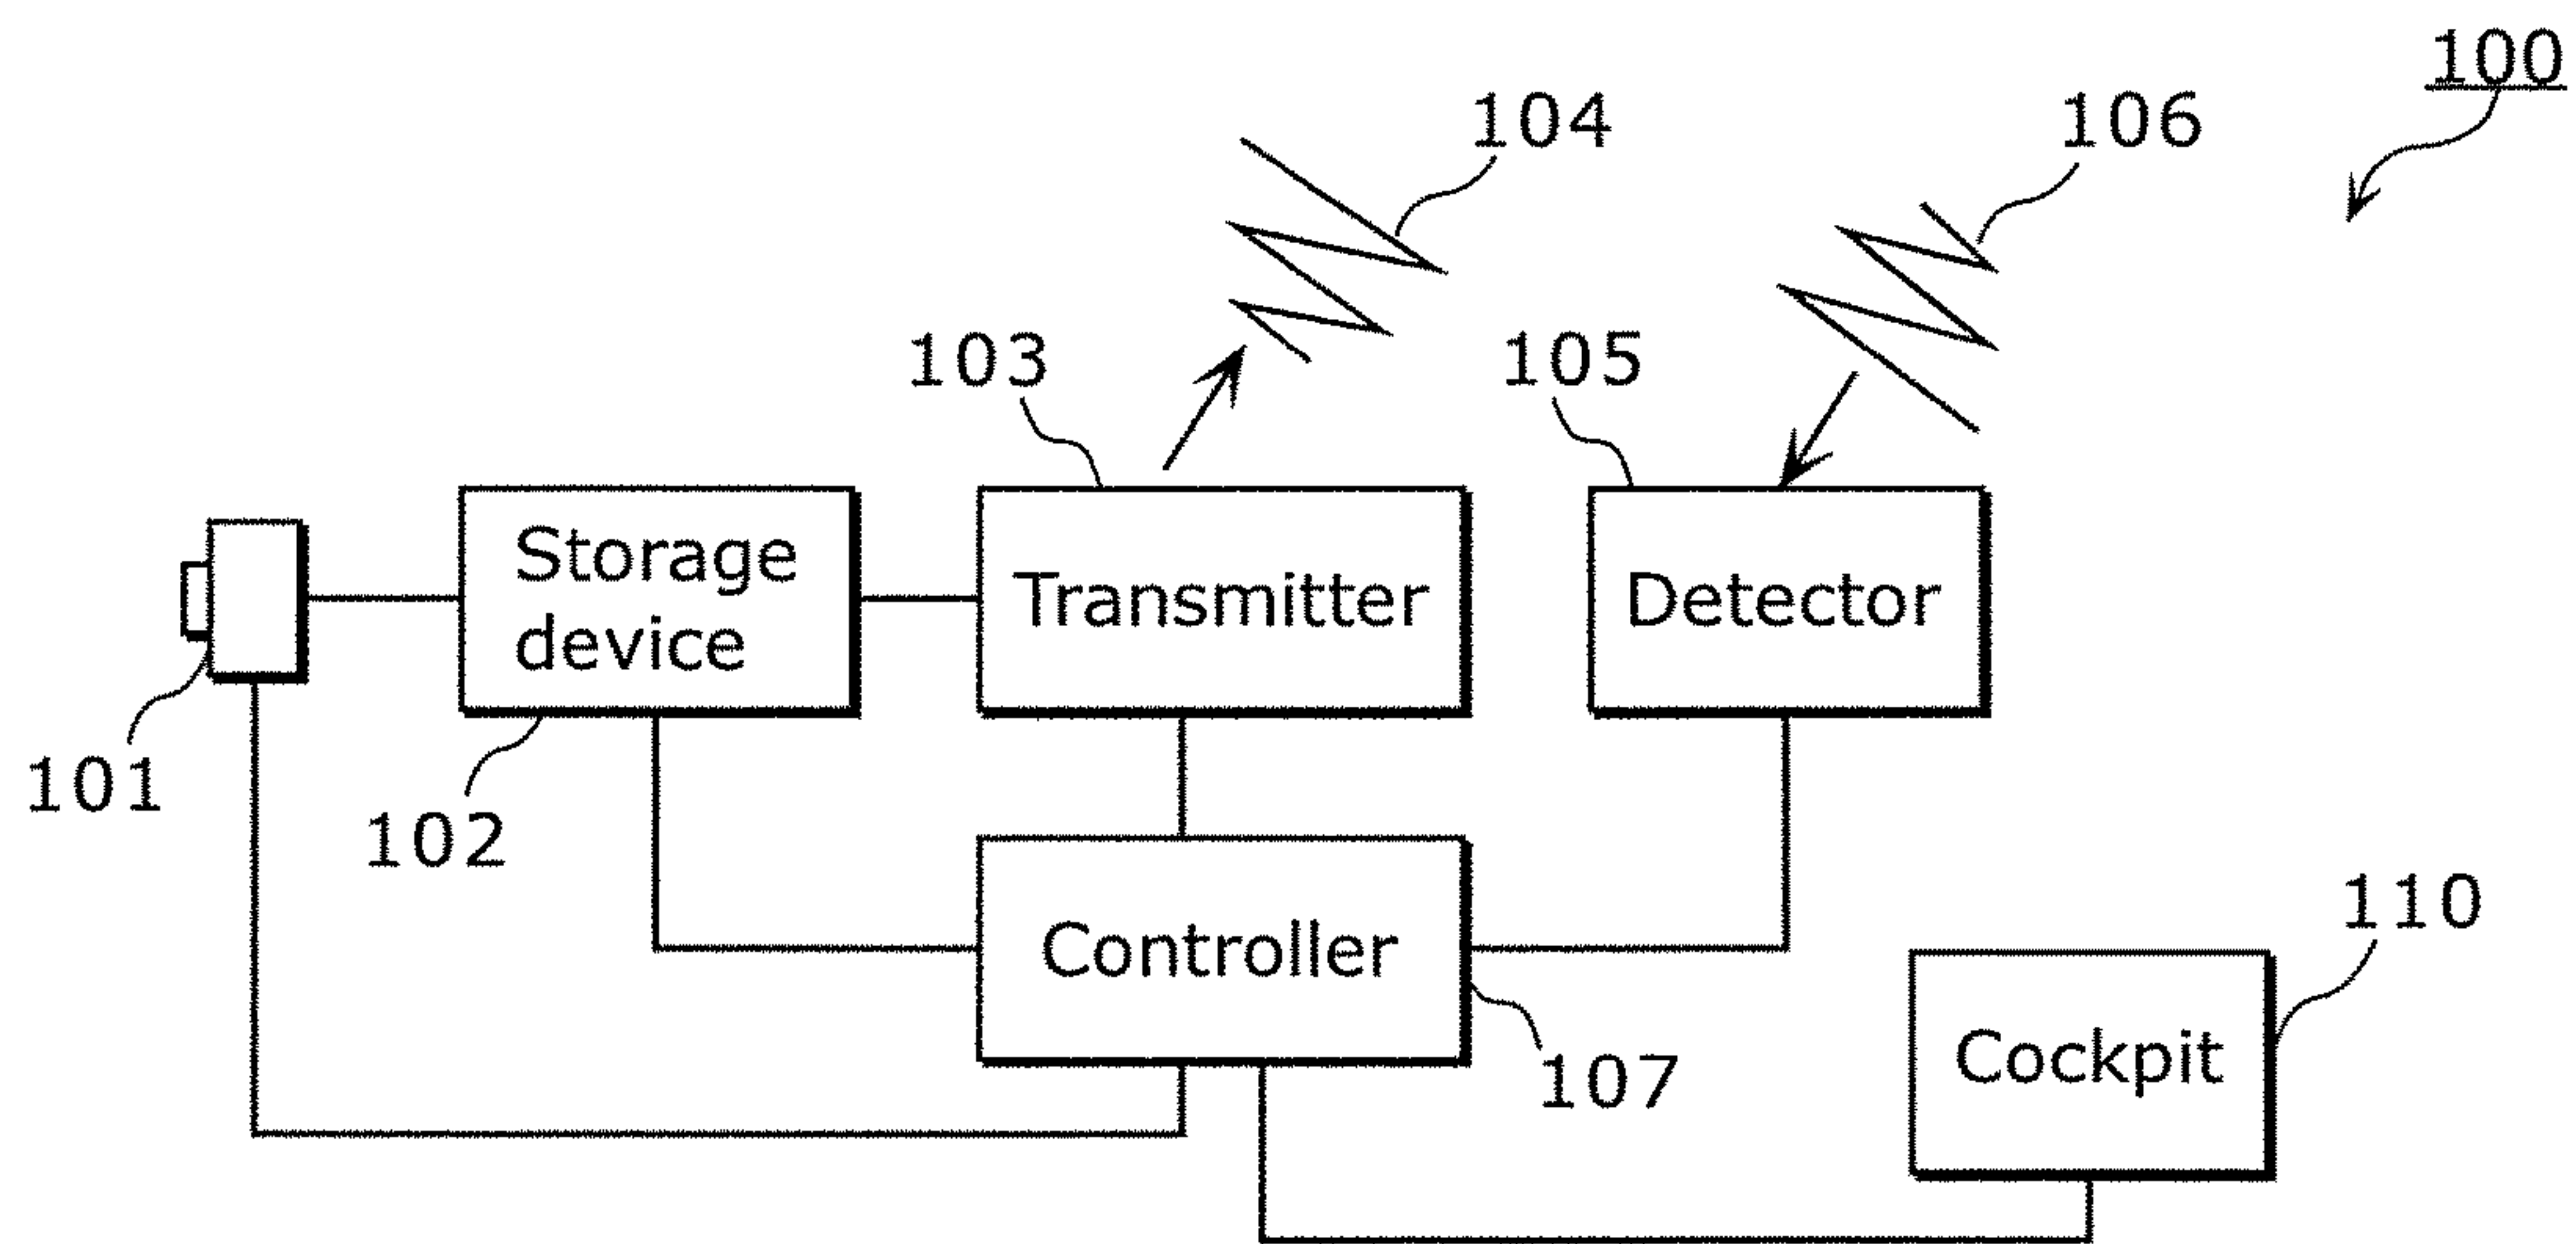 100
104
106
103
105
Storage
device
Transmitter
Detector
101
102
Controller
110
107
Cockpit